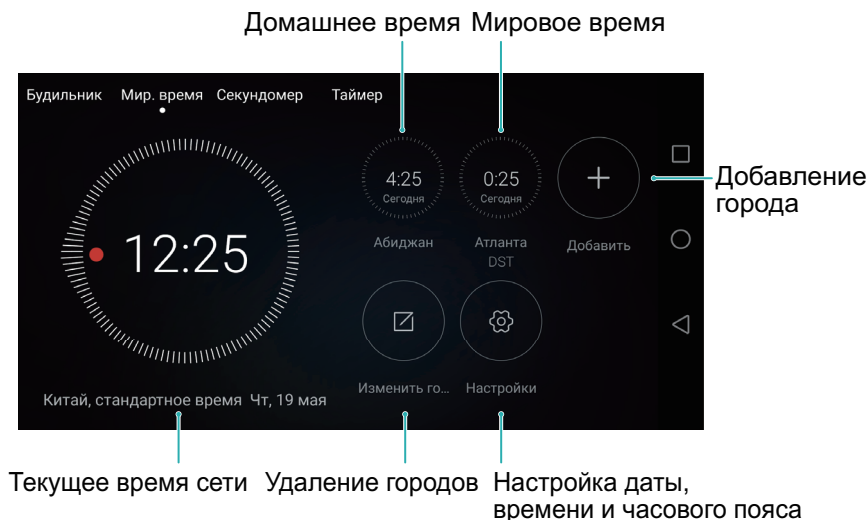 Домашнее время Мировое время
Будильник Мир. время Секундомер Таймер
4:25
Сегодня
0:25
Сегодня
Добавление
города
12:25
Абиджан
Атланта
DST
Добавить
Изменить го...
Настройки
Китай, стандартное время Чт, 19 мая
Текущее время сети Удаление городов Настройка даты,
времени и часового пояса